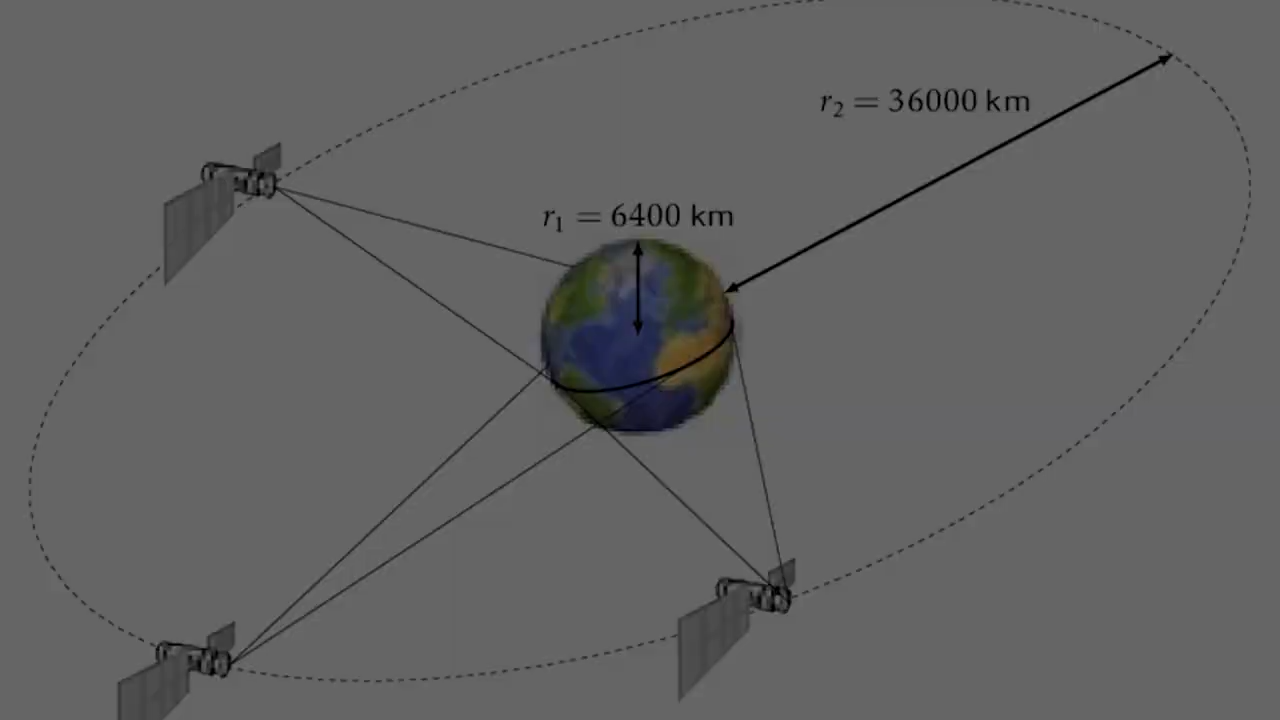 r₂ = 36000 km
r₁ = 6400 km